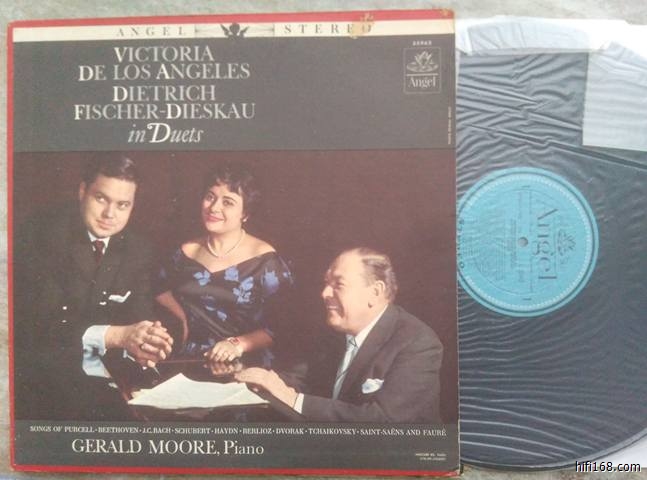 ANGEL STEREO
VICTORIA
DE LOS ANGELES
DIETRICH
FISCHER-DIESKAU
in Duets
Angel
SONGS OF PURCELL · BEETHOVEN · J.C. BACH · SCHUBERT · HAYDN · BERLIOZ · DVORAK · TCHAIKOVSKY · SAINT-SAËNS AND FAURÉ
GERALD MOORE, Piano
Angel
hifi168.com